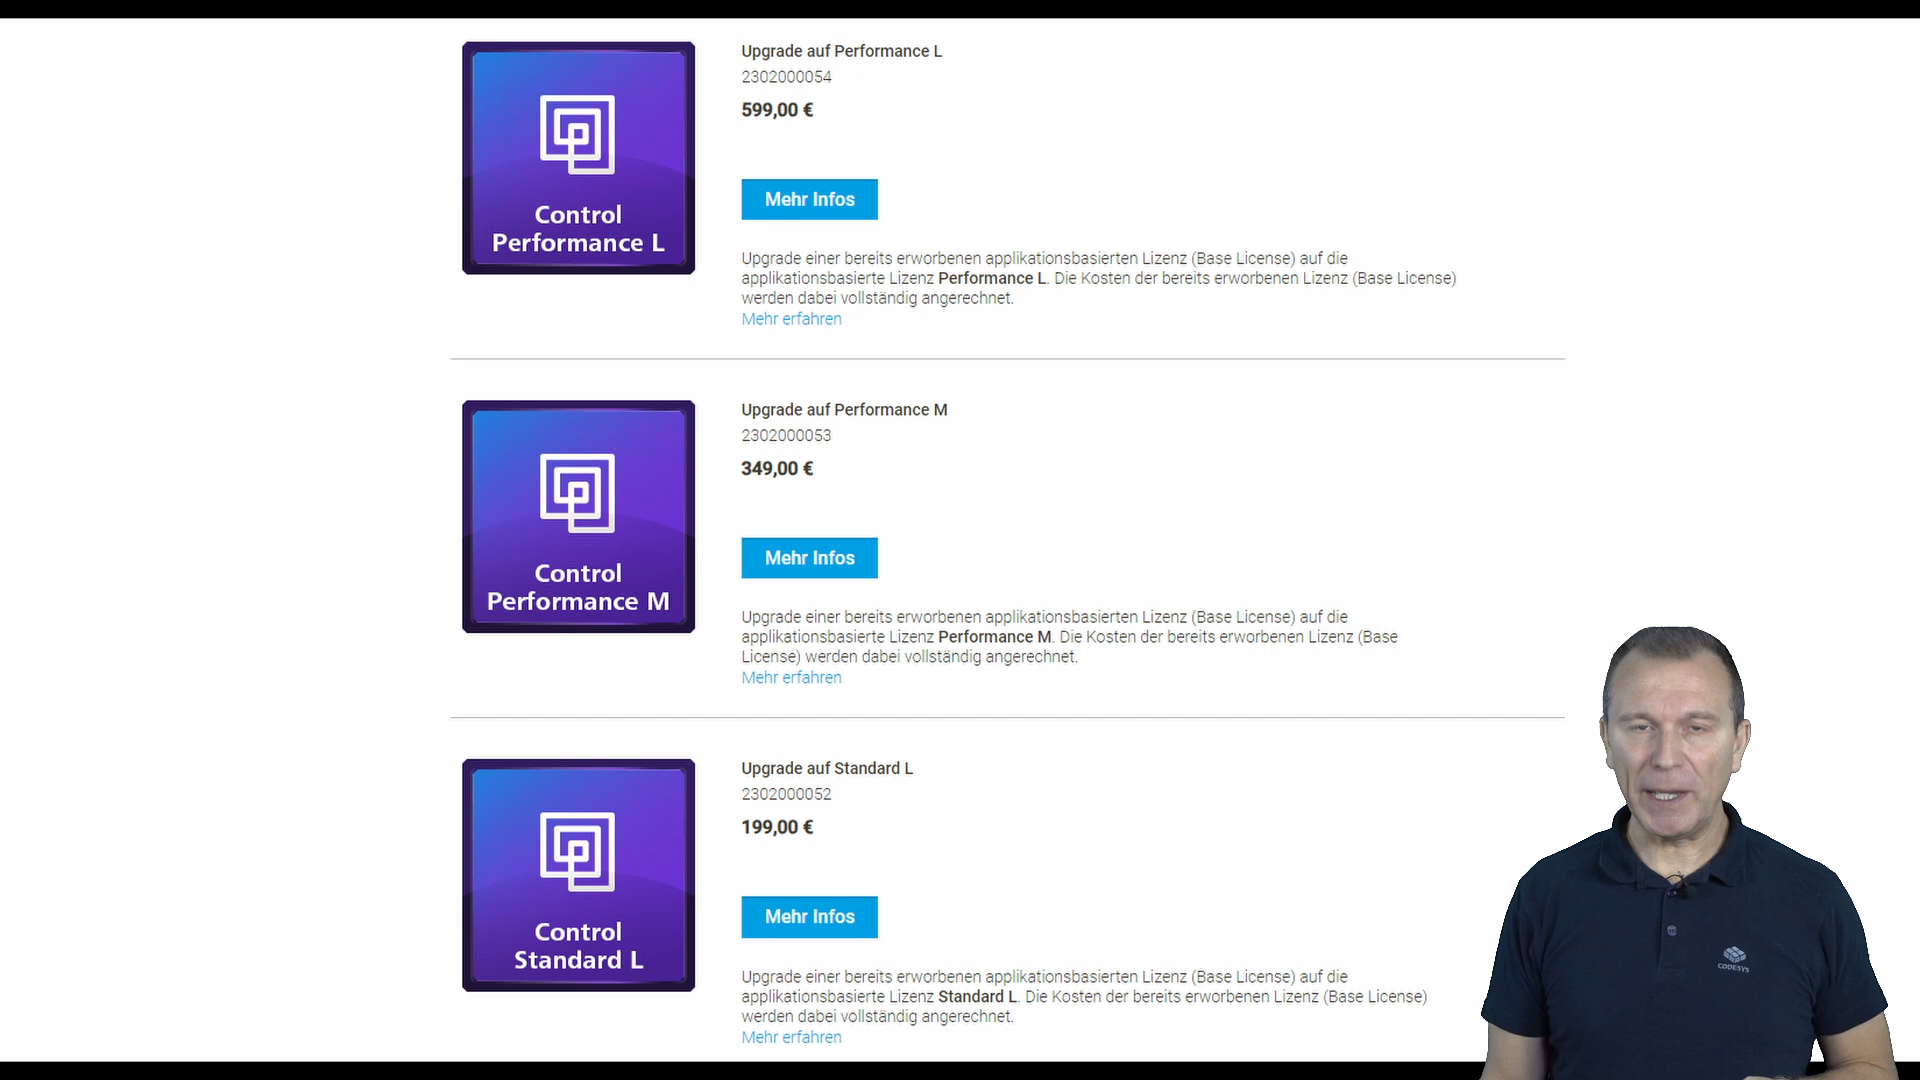 Control
Performance L
Upgrade auf Performance L
2302000054
599,00 €
Mehr Infos
Upgrade einer bereits erworbenen applikationsbasierten Lizenz (Base License) auf die
applikationsbasierte Lizenz Performance L. Die Kosten der bereits erworbenen Lizenz (Base License)
werden dabei vollständig angerechnet.
Mehr erfahren
Control
Performance M
Upgrade auf Performance M
2302000053
349,00 €
Mehr Infos
Upgrade einer bereits erworbenen applikationsbasierten Lizenz (Base License) auf die
applikationsbasierte Lizenz Performance M. Die Kosten der bereits erworbenen Lizenz (Base
License) werden dabei vollständig angerechnet.
Mehr erfahren
Control
Standard L
Upgrade auf Standard L
2302000052
199,00 €
Mehr Infos
Upgrade einer bereits erworbenen applikationsbasierten Lizenz (Base License) auf die
applikationsbasierte Lizenz Standard L. Die Kosten der bereits erworbenen Lizenz (Base License)
werden dabei vollständig angerechnet.
Mehr erfahren
CODESYS